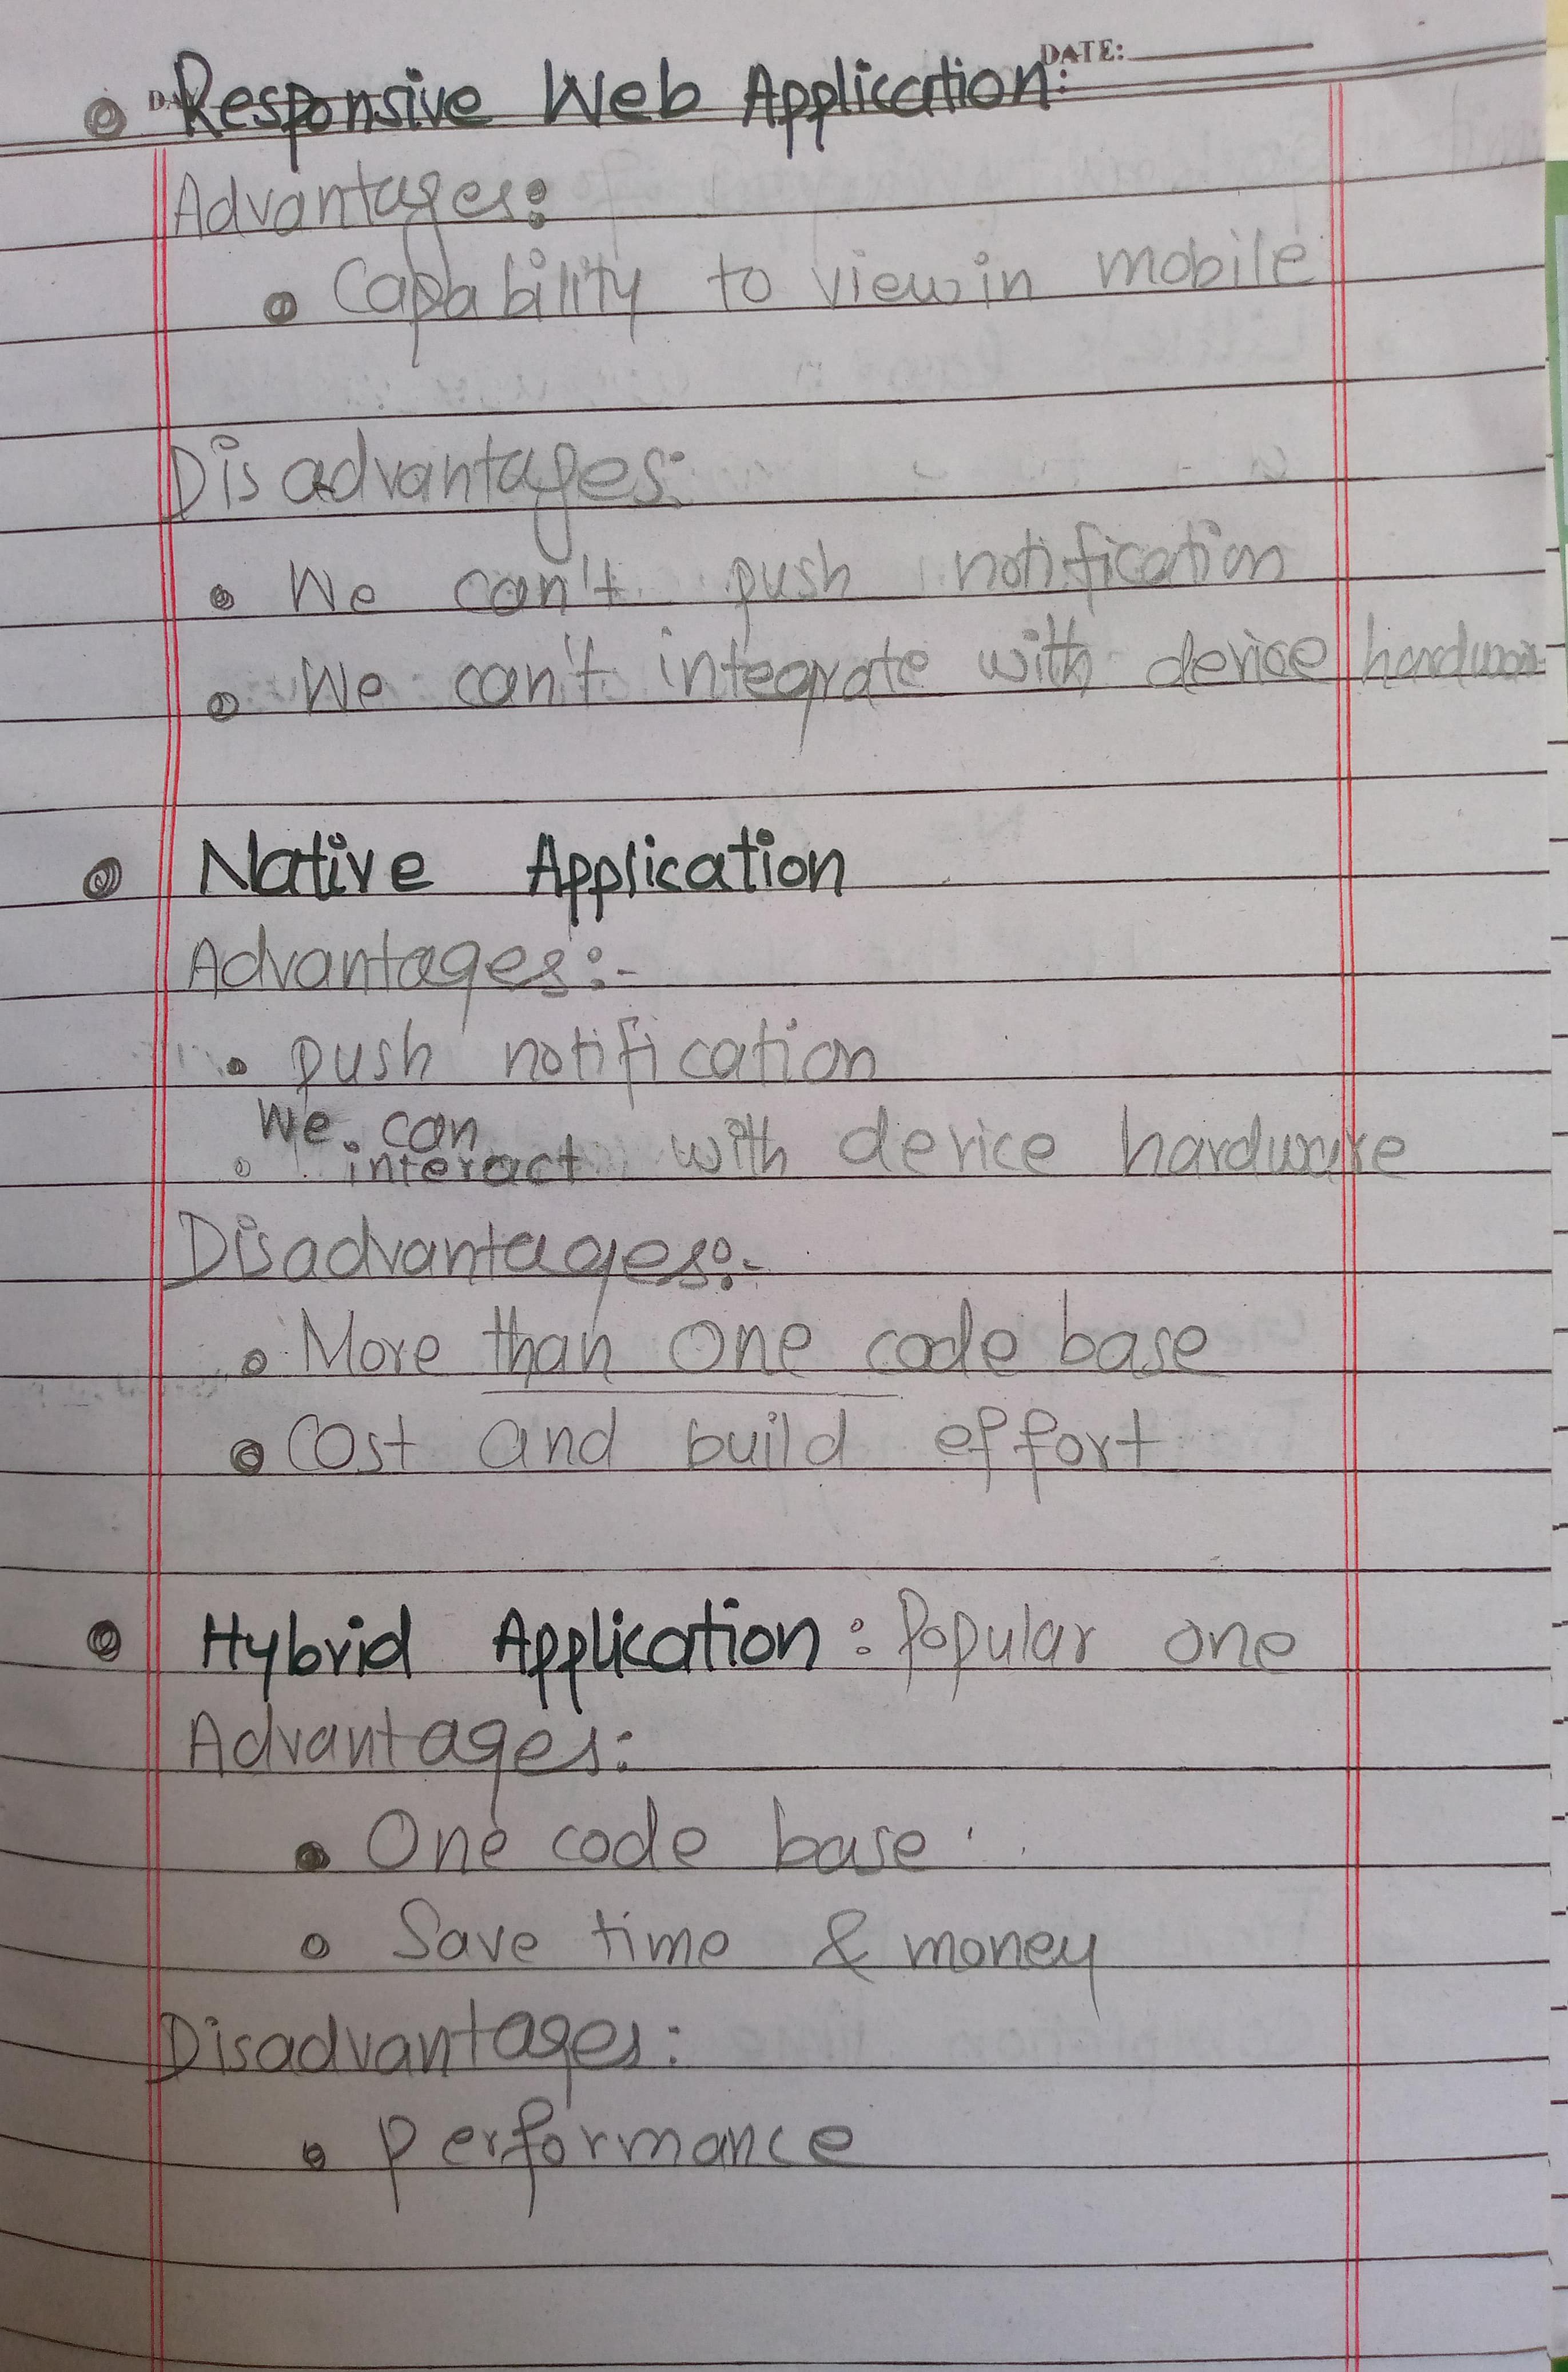 DATE:
• Responsive Web Application:
Advantages:
• Capability to view in mobile
Disadvantages:
• We can't push notification
• We can't integrate with device hardware
• Native Application
Advantages:-
• push notification
We can
• interact with device hardware
Disadvantages:-
• More than one code base
• Cost and build effort
• Hybrid Application : Popular one
Advantages:
• One code base
• Save time & money
Disadvantages:
• Performance